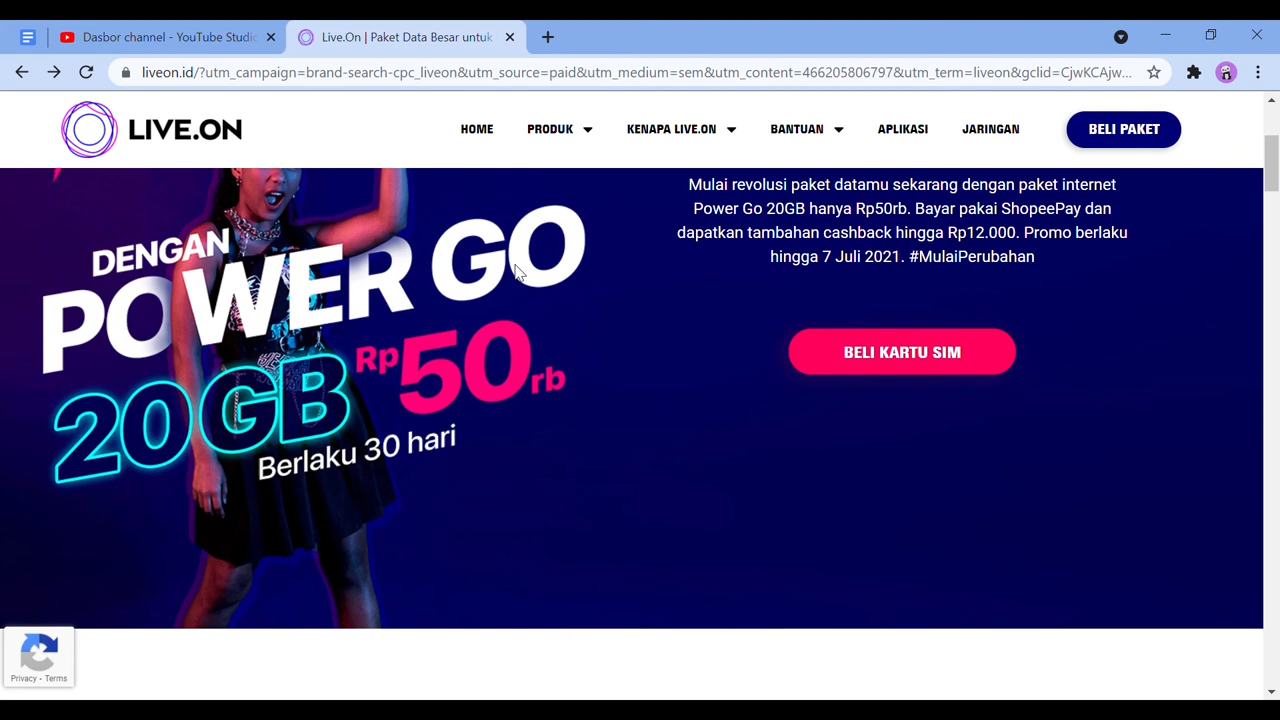 Dasbor channel - YouTube Studio
Live.On | Paket Data Besar untuk
liveon.id/?utm_campaign=brand-search-cpc_liveon&utm_source=paid&utm_medium=sem&utm_content=466205806797&utm_term=liveon&gclid=CjwKCAjw...
LIVE.ON
HOME PRODUK KENAPA LIVE.ON BANTUAN APLIKASI JARINGAN BELI PAKET
DENGAN
POWER GO
20GB Rp50rb
Berlaku 30 hari
Mulai revolusi paket datamu sekarang dengan paket internet
Power Go 20GB hanya Rp50rb. Bayar pakai ShopeePay dan
dapatkan tambahan cashback hingga Rp12.000. Promo berlaku
hingga 7 Juli 2021. #MulaiPerubahan
BELI KARTU SIM
Privacy - Terms